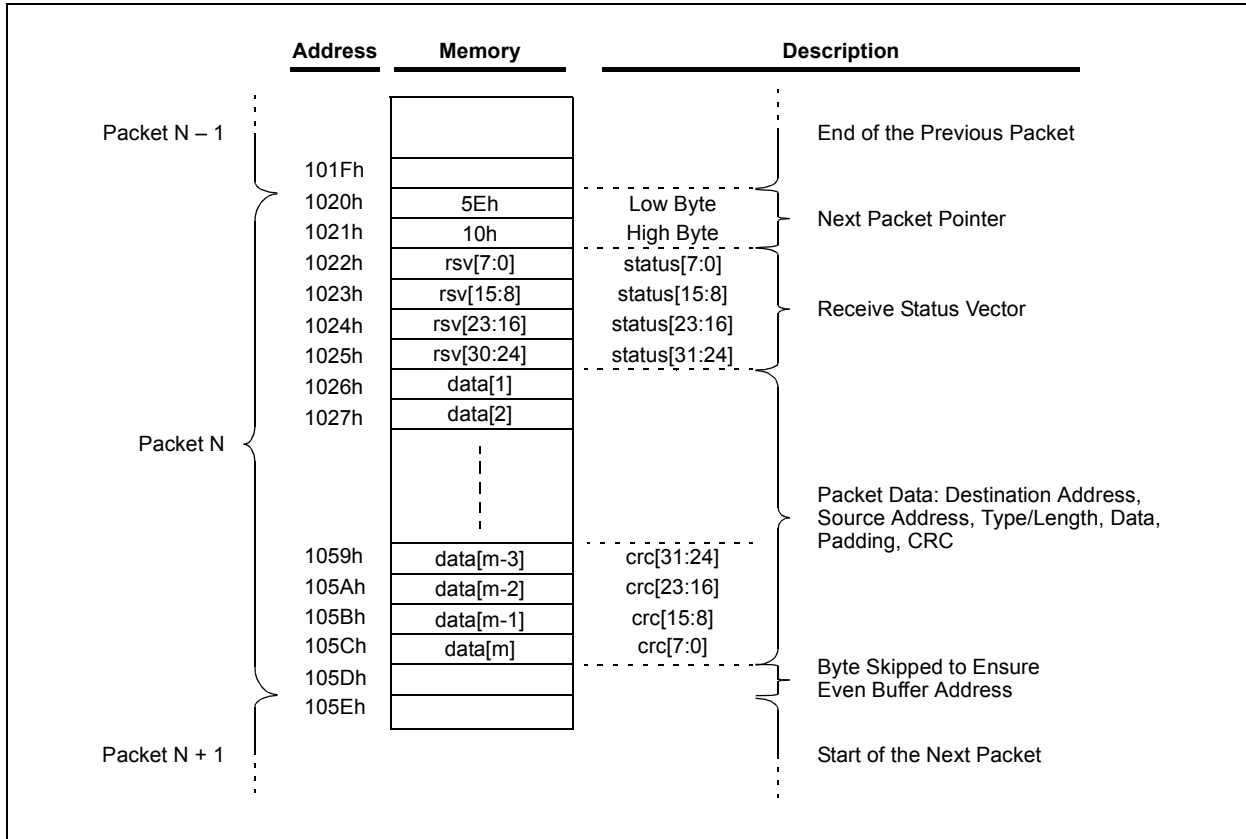 Address Memory Description
Packet N – 1 End of the Previous Packet
101Fh
1020h 5Eh Low Byte
Next Packet Pointer
1021h 10h High Byte
1022h rsv[7:0] status[7:0]
1023h rsv[15:8] status[15:8]
Receive Status Vector
1024h rsv[23:16] status[23:16]
1025h rsv[30:24] status[31:24]
1026h data[1]
1027h data[2]
Packet N
Packet Data: Destination Address,
Source Address, Type/Length, Data,
Padding, CRC
1059h data[m-3] crc[31:24]
105Ah data[m-2] crc[23:16]
105Bh data[m-1] crc[15:8]
105Ch data[m] crc[7:0]
105Dh
Byte Skipped to Ensure
Even Buffer Address
105Eh
Packet N + 1 Start of the Next Packet